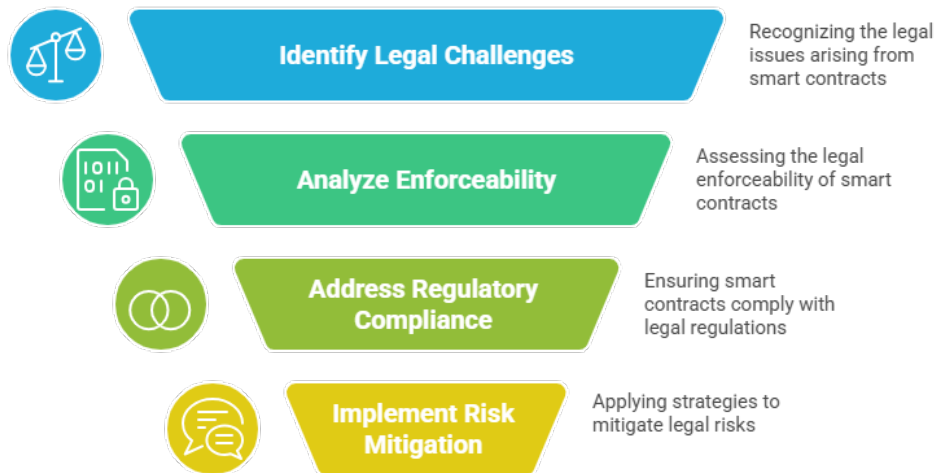 Identify Legal Challenges
Recognizing the legal
issues arising from
smart contracts
1011
01
Analyze Enforceability
Assessing the legal
enforceability of smart
contracts
Address Regulatory
Compliance
Ensuring smart
contracts comply with
legal regulations
Implement Risk
Mitigation
Applying strategies to
mitigate legal risks